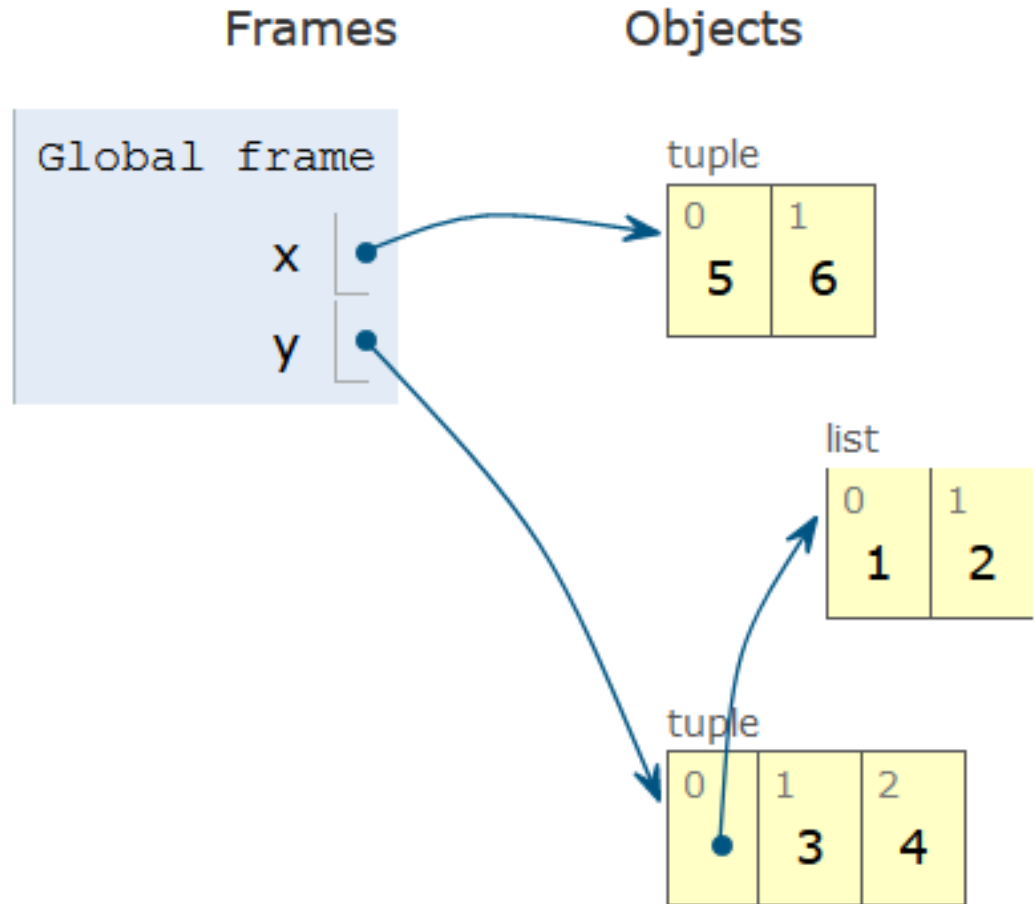 Frames Objects
Global frame
x
y
tuple
0 1
5 6
list
0 1
1 2
tuple
0 1 2
3 4